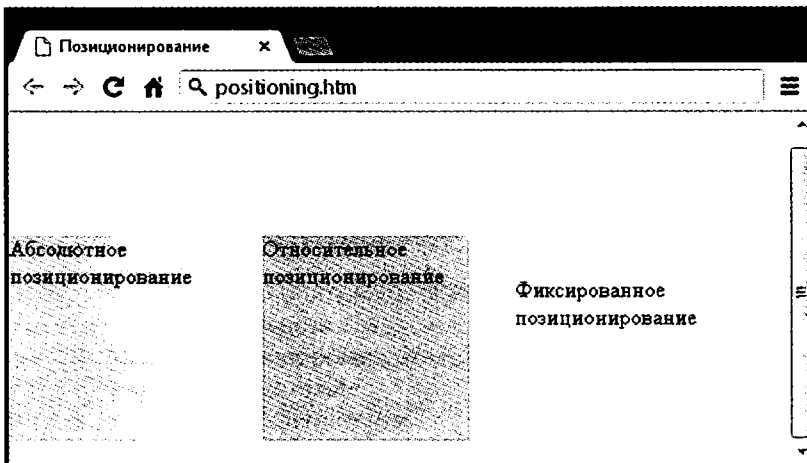 Позиционирование
positioning.htm
Абсолютное
позиционирование
Относительное
позиционирование
Фиксированное
позиционирование